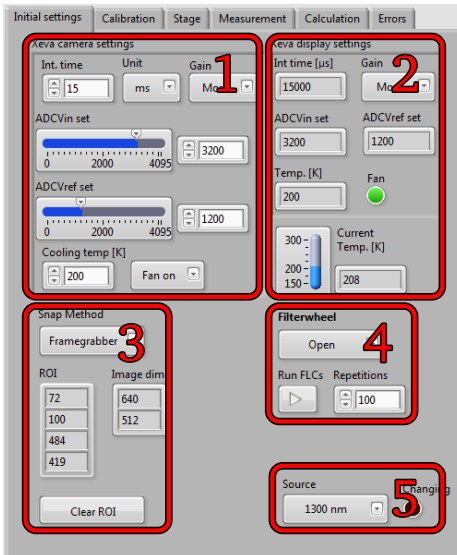 Initial settings Calibration Stage Measurement Calculation Errors
Xeva camera settings
1
Int. time Unit Gain
15 ms
ADCVin set
0 2000 4095
3200
ADCVref set
0 2000 4095
1200
Cooling temp [K]
200 Fan on
Xeva display settings
2
Int time [µs] Gain
15000
ADCVin set ADCVref set
3200 1200
Temp. [K] Fan
200
300
200
150
Current
Temp. [K]
208
Snap Method
3
Framegrabber
ROI Image dim
72 640
100 512
484
419
Clear ROI
Filterwheel
4
Open
Run FLCs Repetitions
100
Source Changing
5
1300 nm